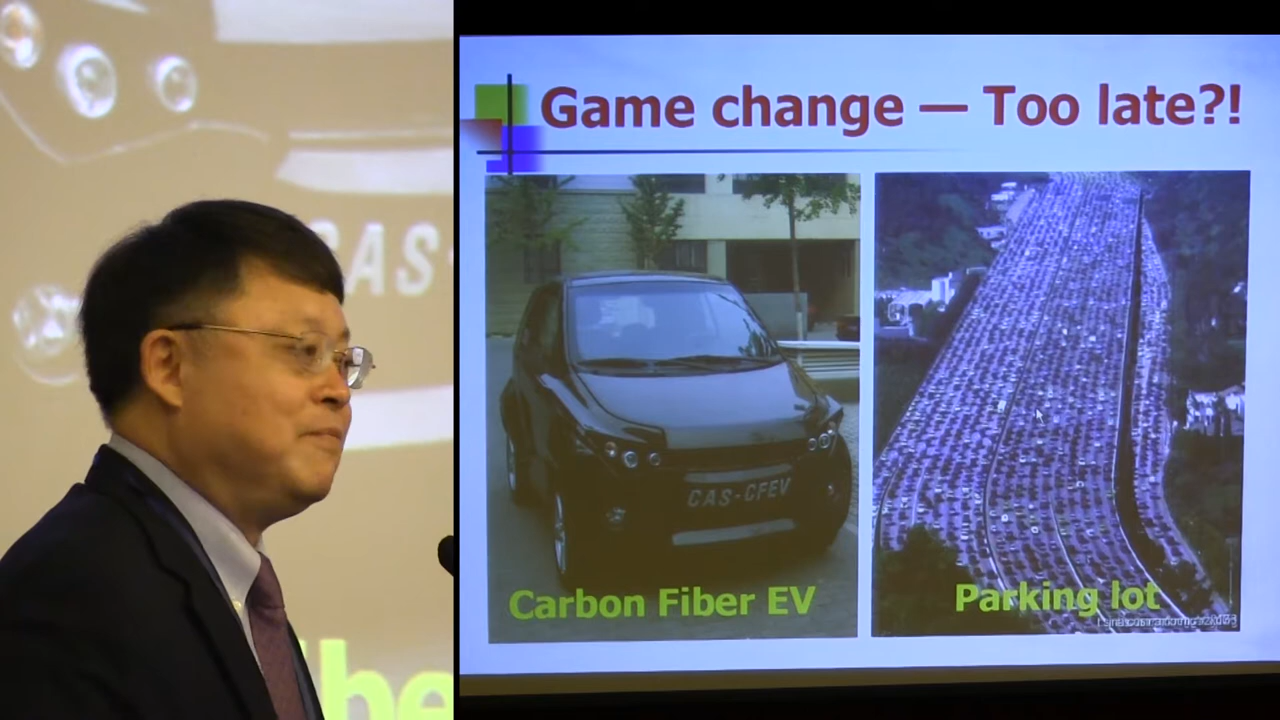 Game change — Too late?!
CAS-CFEV
Carbon Fiber EV
Parking lot
CAS-